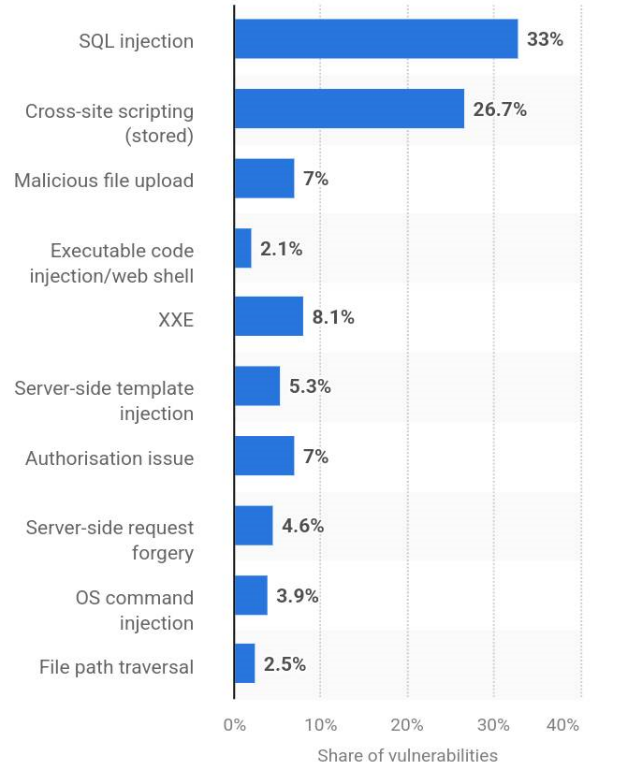 SQL injection
33%
Cross-site scripting
(stored)
26.7%
Malicious file upload
7%
Executable code
injection/web shell
2.1%
XXE
8.1%
Server-side template
injection
5.3%
Authorisation issue
7%
Server-side request
forgery
4.6%
OS command
injection
3.9%
File path traversal
2.5%
0% 10% 20% 30% 40%
Share of vulnerabilities